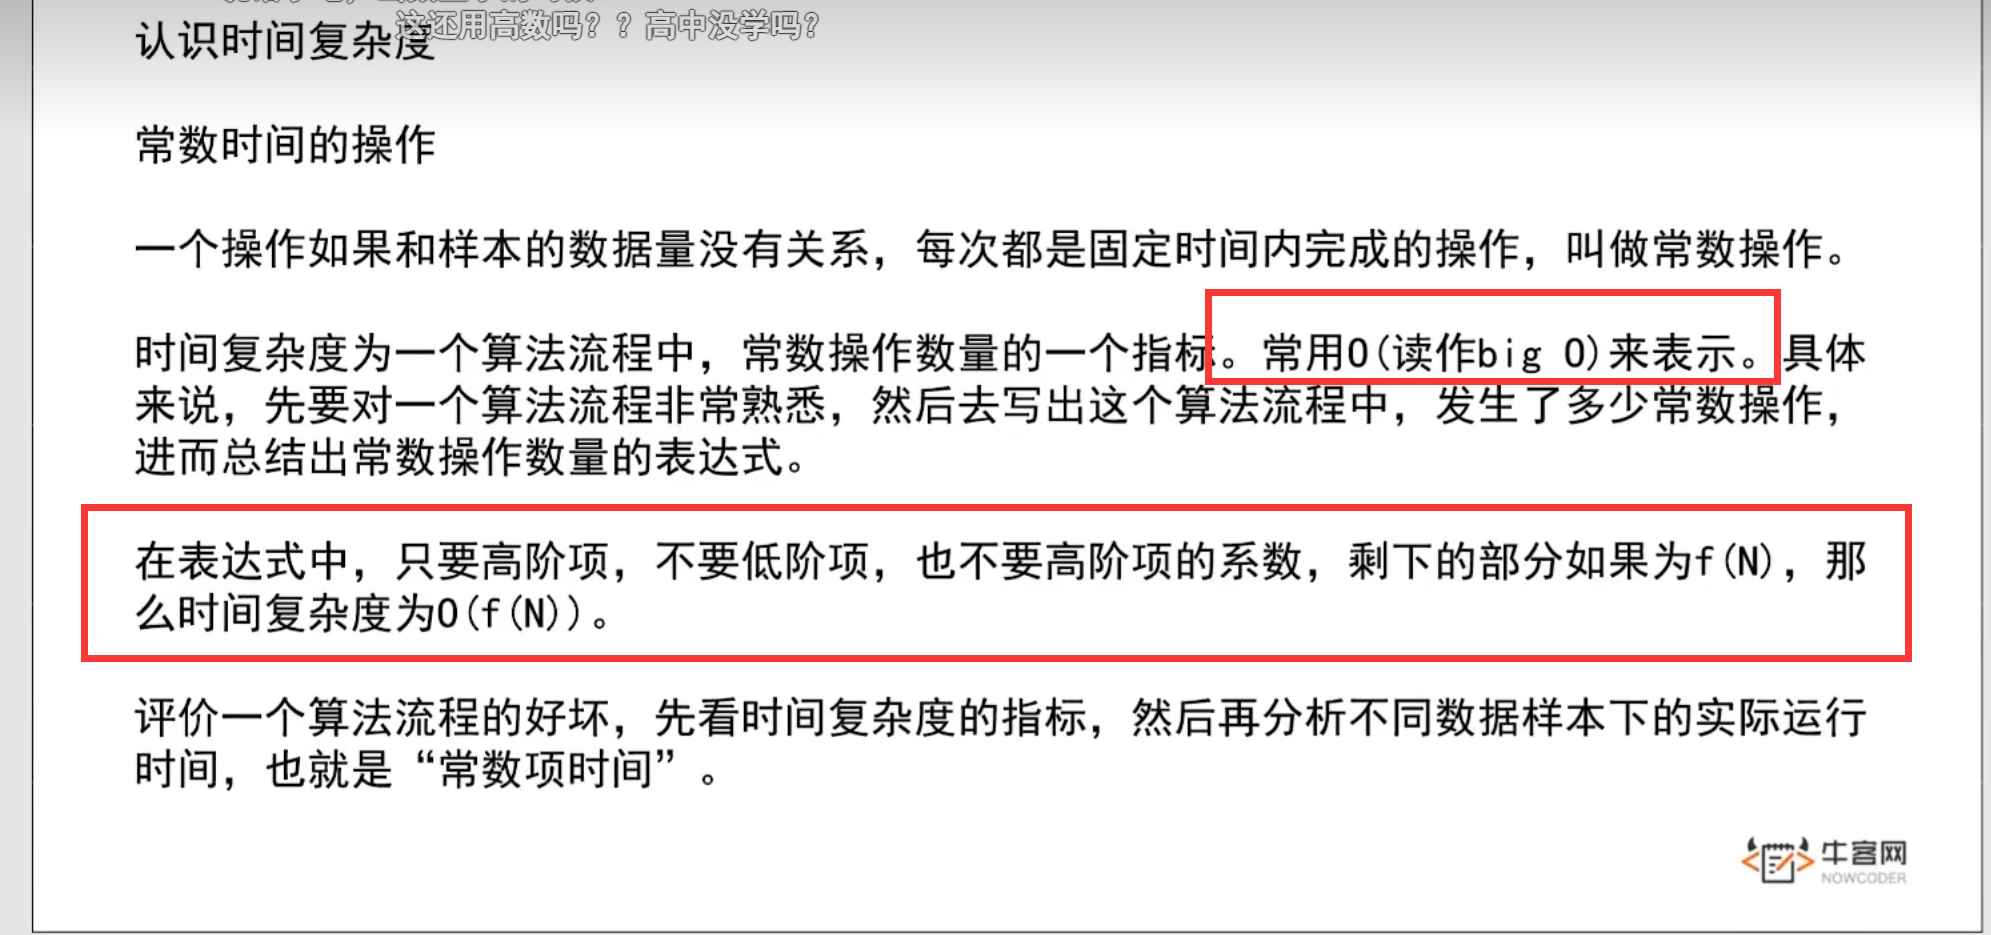 这还用高数吗？？高中没学吗？
认识时间复杂度
常数时间的操作
一个操作如果和样本的数据量没有关系，每次都是固定时间内完成的操作，叫做常数操作。
时间复杂度为一个算法流程中，常数操作数量的一个指标。常用O(读作big O)来表示。具体
来说，先要对一个算法流程非常熟悉，然后去写出这个算法流程中，发生了多少常数操作，
进而总结出常数操作数量的表达式。
在表达式中，只要高阶项，不要低阶项，也不要高阶项的系数，剩下的部分如果为f(N)，那
么时间复杂度为O(f(N))。
评价一个算法流程的好坏，先看时间复杂度的指标，然后再分析不同数据样本下的实际运行
时间，也就是“常数项时间”。
牛客网
NOWCODER